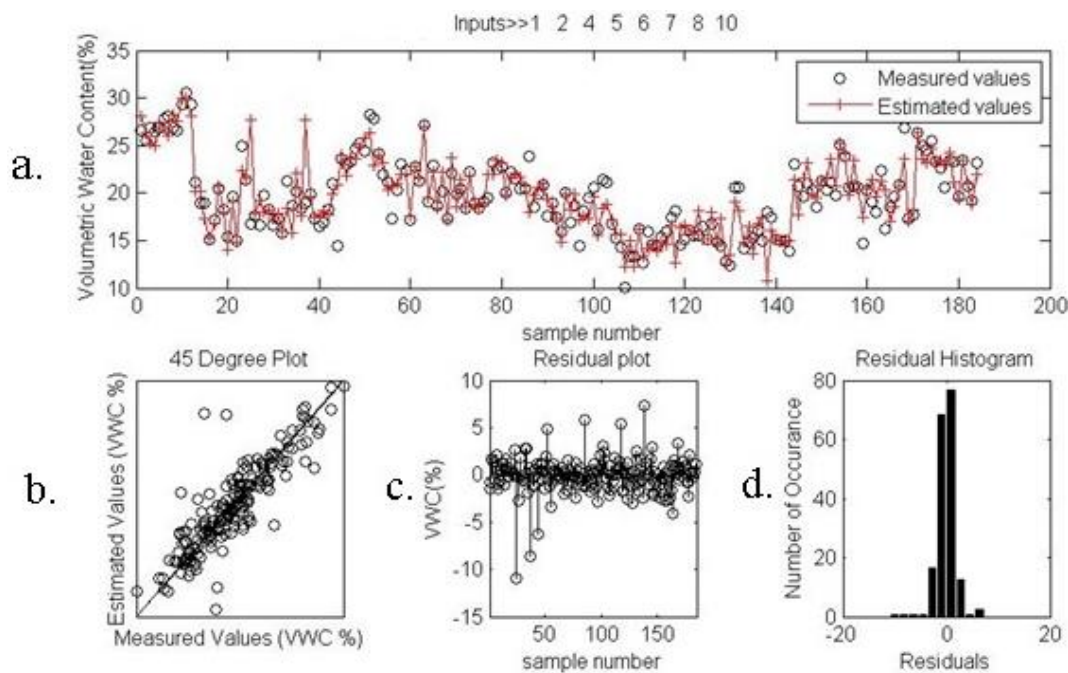 Inputs>>1 2 4 5 6 7 8 10
a.
Volumetric Water Content(%)
35
30
25
20
15
10
Measured values
Estimated values
0 20 40 60 80 100 120 140 160 180 200
sample number
b.
45 Degree Plot
Estimated Values (VWC %)
Measured Values (VWC %)
c.
Residual plot
VWC(%)
10
5
0
-5
-10
-15
50 100 150
sample number
d.
Residual Histogram
Number of Occurance
80
60
40
20
0
-20 0 20
Residuals